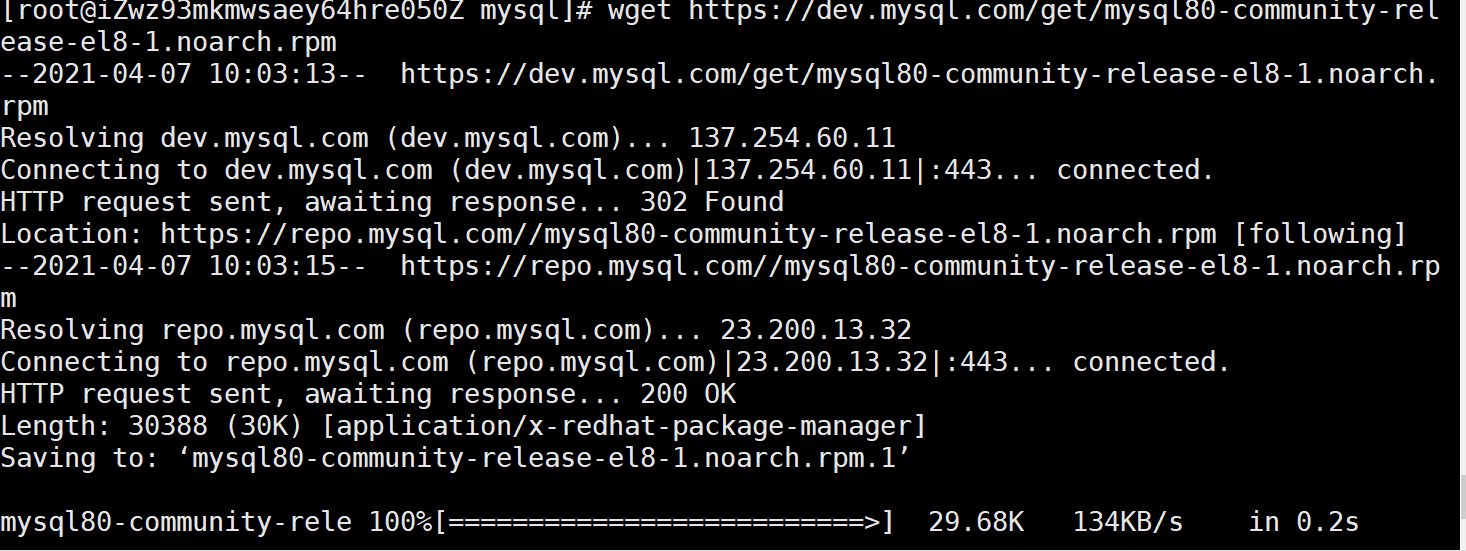 [root@iZwz93mkmwsaey64hre050Z mysql]# wget https://dev.mysql.com/get/mysql80-community-rel
ease-el8-1.noarch.rpm
--2021-04-07 10:03:13--  https://dev.mysql.com/get/mysql80-community-release-el8-1.noarch.
rpm
Resolving dev.mysql.com (dev.mysql.com)... 137.254.60.11
Connecting to dev.mysql.com (dev.mysql.com)|137.254.60.11|:443... connected.
HTTP request sent, awaiting response... 302 Found
Location: https://repo.mysql.com//mysql80-community-release-el8-1.noarch.rpm [following]
--2021-04-07 10:03:15--  https://repo.mysql.com//mysql80-community-release-el8-1.noarch.rp
m
Resolving repo.mysql.com (repo.mysql.com)... 23.200.13.32
Connecting to repo.mysql.com (repo.mysql.com)|23.200.13.32|:443... connected.
HTTP request sent, awaiting response... 200 OK
Length: 30388 (30K) [application/x-redhat-package-manager]
Saving to: ‘mysql80-community-release-el8-1.noarch.rpm.1’
mysql80-community-rele 100%[==========================>]  29.68K   134KB/s    in 0.2s